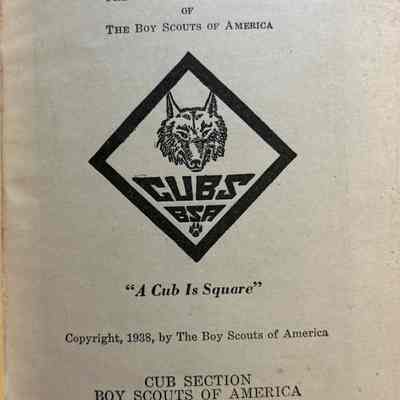 OF
THE BOY SCOUTS OF AMERICA
CUBS
BSA
"A Cub Is Square"
Copyright, 1938, by The Boy Scouts of America
CUB SECTION
BOY SCOUTS OF AMERICA